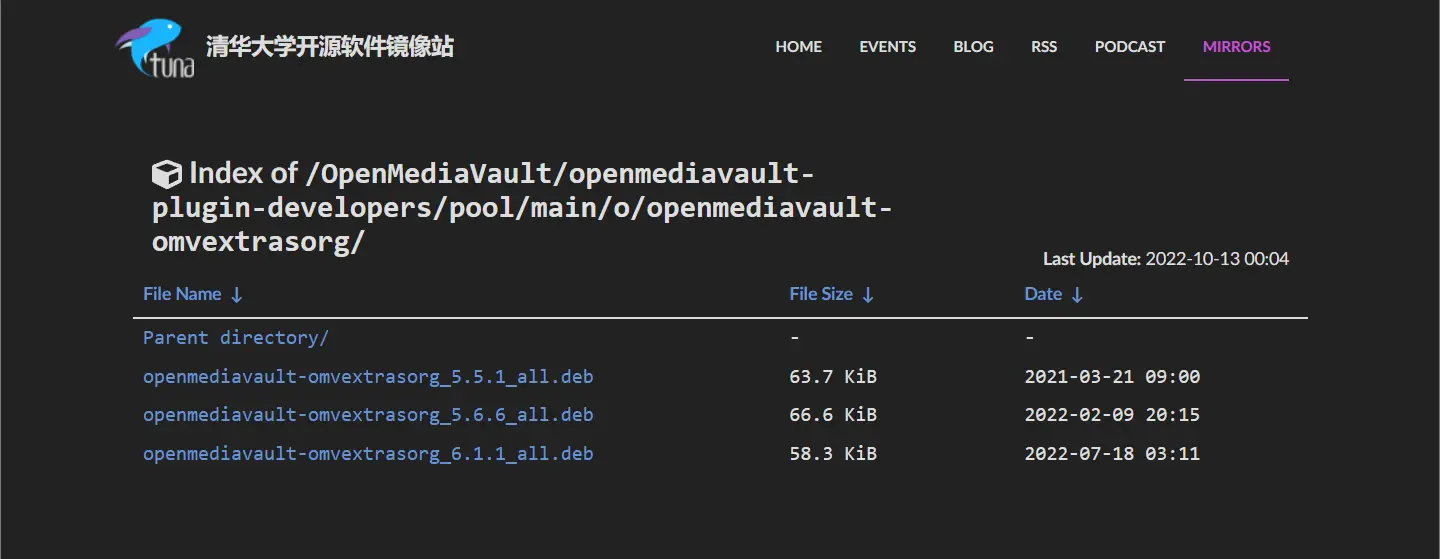 tuna
清华大学开源软件镜像站
HOME EVENTS BLOG RSS PODCAST MIRRORS
Index of /OpenMediaVault/openmediavault-
plugin-developers/pool/main/o/openmediavault-
omvextrasorg/
Last Update: 2022-10-13 00:04
File Name ↓ File Size ↓ Date ↓
Parent directory/ - -
openmediavault-omvextrasorg_5.5.1_all.deb 63.7 KiB 2021-03-21 09:00
openmediavault-omvextrasorg_5.6.6_all.deb 66.6 KiB 2022-02-09 20:15
openmediavault-omvextrasorg_6.1.1_all.deb 58.3 KiB 2022-07-18 03:11